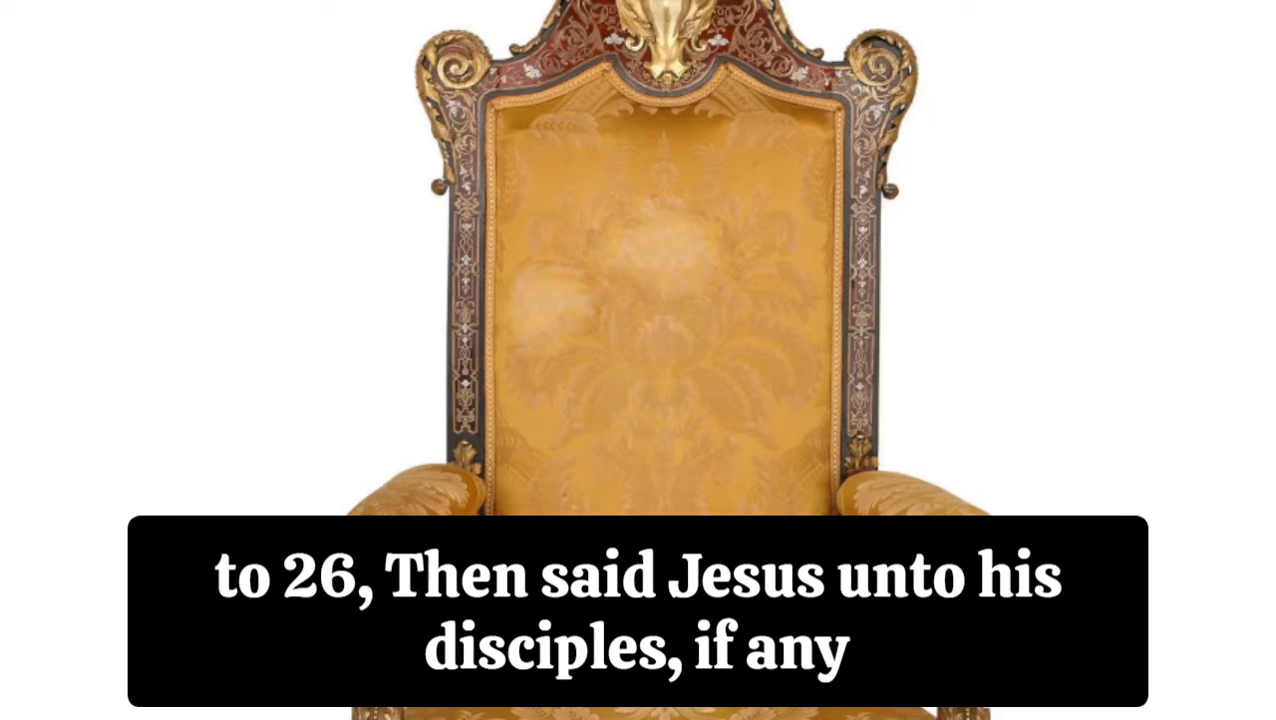 to 26, Then said Jesus unto his
disciples, if any